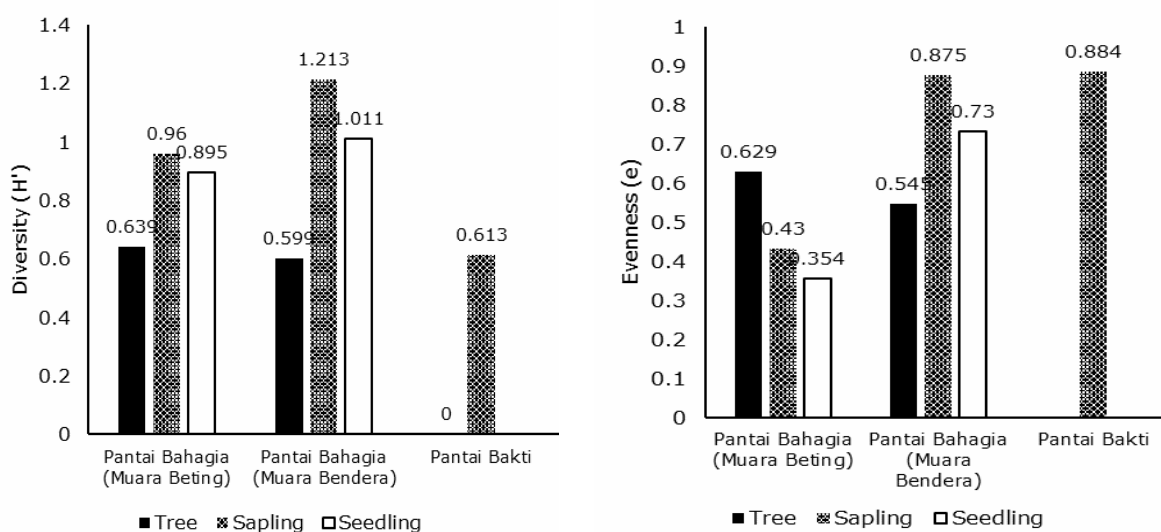 1.4
1.2
1
0.8
0.6
0.4
0.2
0
Diversity (H')
0.639
0.96
0.895
0.599
1.213
1.011
0
0.613
Pantai Bahagia
(Muara Beting)
Pantai Bahagia
(Muara Bendera)
Pantai Bakti
Tree
Sapling
Seedling
1
0.9
0.8
0.7
0.6
0.5
0.4
0.3
0.2
0.1
0
Evenness (e)
0.629
0.43
0.354
0.545
0.875
0.73
0.884
Pantai Bahagia
(Muara Beting)
Pantai Bahagia
(Muara
Bendera)
Pantai Bakti
Tree
Sapling
Seedling